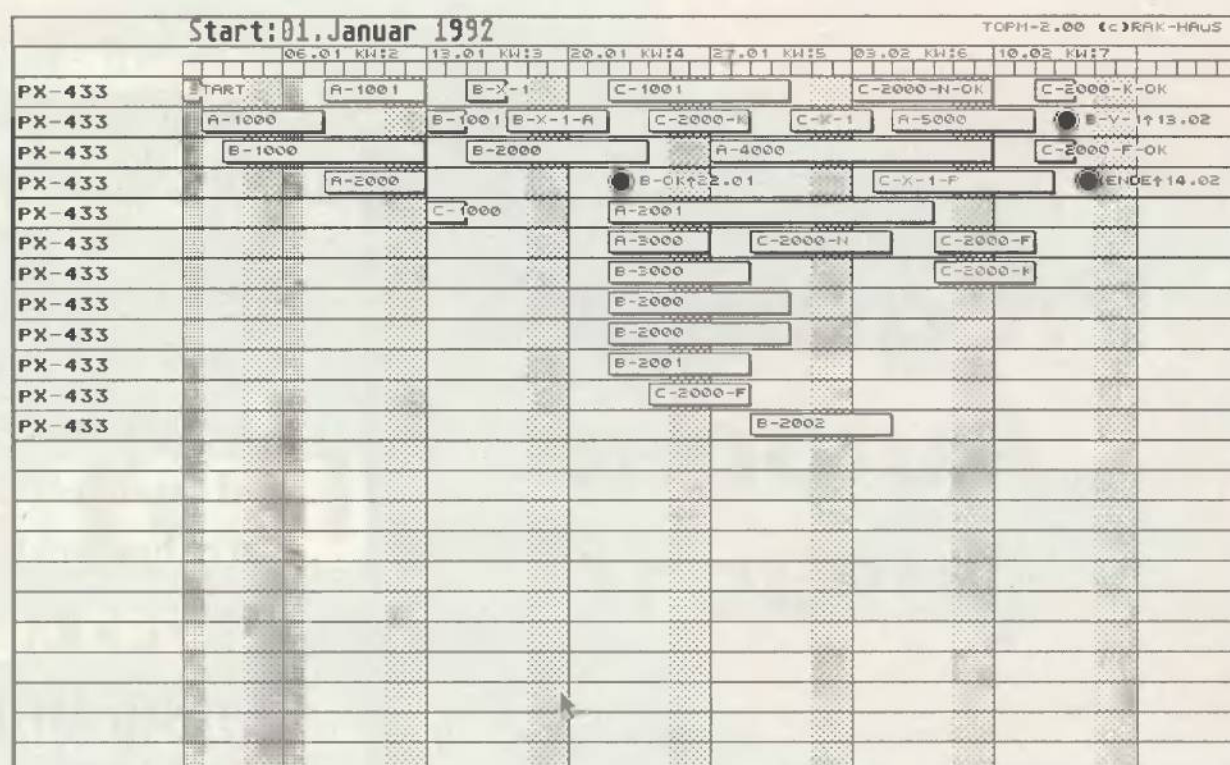 Start:01.Januar 1992 TOPM-2.00 (c)RAK-HAUS
06.01 KW:2 13.01 KW:3 20.01 KW:4 27.01 KW:5 03.02 KW:6 10.02 KW:7
PX-433 START A-1001 B-X-1 C-1001 C-2000-N-OK C-2000-K-OK
PX-433 A-1000 B-1001 B-X-1-A C-2000-K C-X-1 A-5000 B-V-1↑13.02
PX-433 B-1000 B-2000 A-4000 C-2000-F-OK
PX-433 A-2000 B-OK↑22.01 C-X-1-P ENDE↑14.02
PX-433 C-1000 A-2001
PX-433 A-3000 C-2000-N C-2000-F
PX-433 B-3000 C-2000-K
PX-433 B-2000
PX-433 B-2000
PX-433 B-2001
PX-433 C-2000-F
PX-433 B-2002